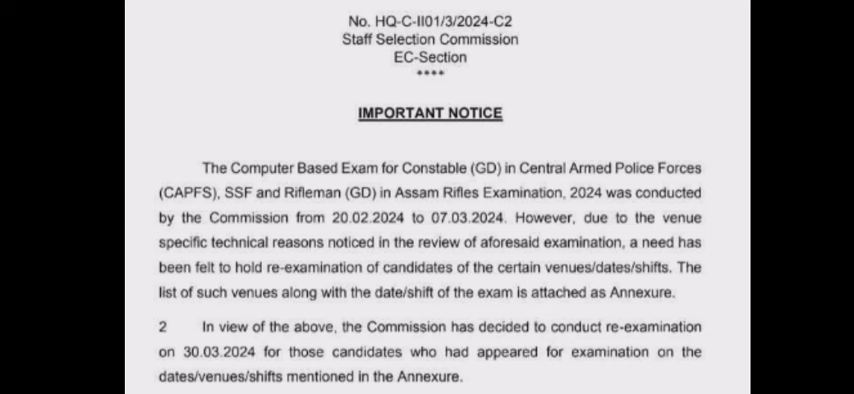 No. HQ-C-II01/3/2024-C2
Staff Selection Commission
EC-Section
****
IMPORTANT NOTICE
The Computer Based Exam for Constable (GD) in Central Armed Police Forces
(CAPFS), SSF and Rifleman (GD) in Assam Rifles Examination, 2024 was conducted
by the Commission from 20.02.2024 to 07.03.2024. However, due to the venue
specific technical reasons noticed in the review of aforesaid examination, a need has
been felt to hold re-examination of candidates of the certain venues/dates/shifts. The
list of such venues along with the date/shift of the exam is attached as Annexure.
2 In view of the above, the Commission has decided to conduct re-examination
on 30.03.2024 for those candidates who had appeared for examination on the
dates/venues/shifts mentioned in the Annexure.